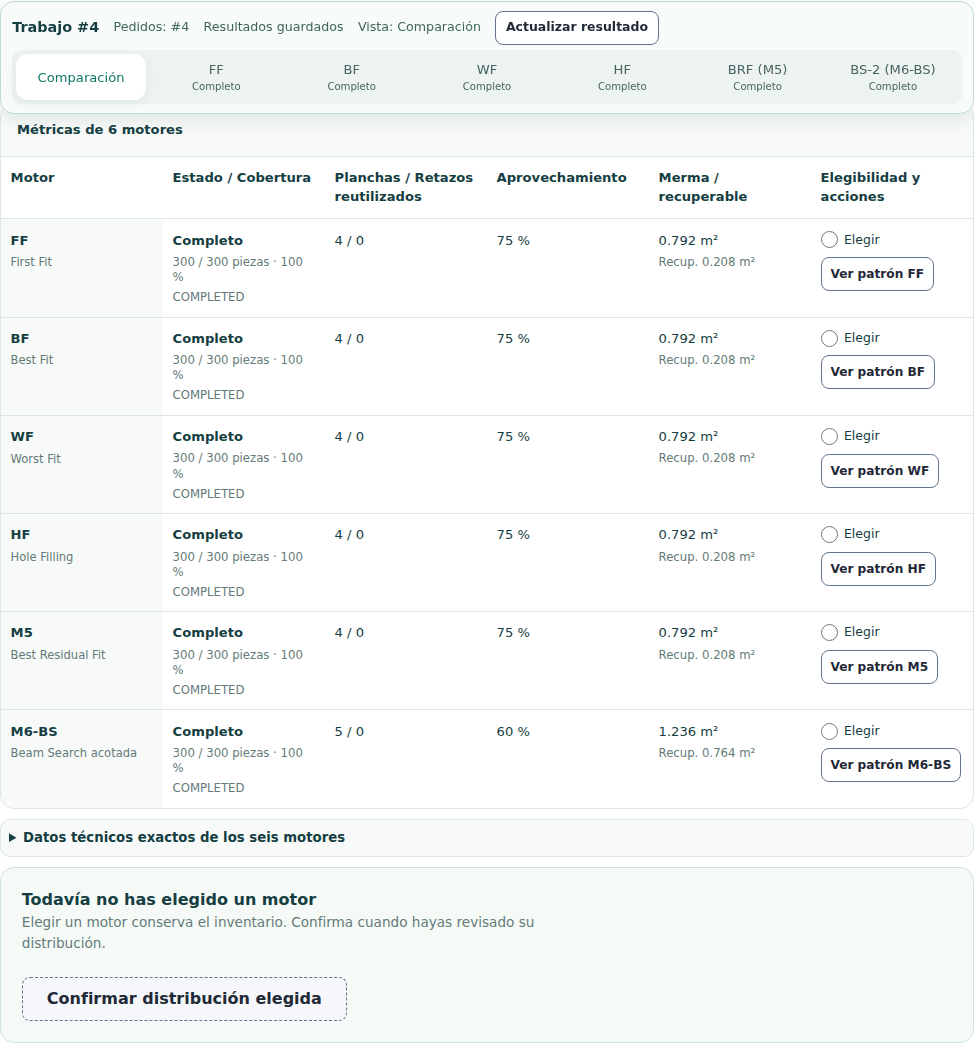 Trabajo #4 Pedidos: #4 Resultados guardados Vista: Comparación Actualizar resultado
Comparación
FF
Completo
BF
Completo
WF
Completo
HF
Completo
BRF (M5)
Completo
BS-2 (M6-BS)
Completo
Métricas de 6 motores
Motor
Estado / Cobertura
Planchas / Retazos
reutilizados
Aprovechamiento
Merma /
recuperable
Elegibilidad y
acciones
FF
First Fit
Completo
300 / 300 piezas · 100
%
COMPLETED
4 / 0
75 %
0.792 m²
Recup. 0.208 m²
Elegir
Ver patrón FF
BF
Best Fit
Completo
300 / 300 piezas · 100
%
COMPLETED
4 / 0
75 %
0.792 m²
Recup. 0.208 m²
Elegir
Ver patrón BF
WF
Worst Fit
Completo
300 / 300 piezas · 100
%
COMPLETED
4 / 0
75 %
0.792 m²
Recup. 0.208 m²
Elegir
Ver patrón WF
HF
Hole Filling
Completo
300 / 300 piezas · 100
%
COMPLETED
4 / 0
75 %
0.792 m²
Recup. 0.208 m²
Elegir
Ver patrón HF
M5
Best Residual Fit
Completo
300 / 300 piezas · 100
%
COMPLETED
4 / 0
75 %
0.792 m²
Recup. 0.208 m²
Elegir
Ver patrón M5
M6-BS
Beam Search acotada
Completo
300 / 300 piezas · 100
%
COMPLETED
5 / 0
60 %
1.236 m²
Recup. 0.764 m²
Elegir
Ver patrón M6-BS
Datos técnicos exactos de los seis motores
Todavía no has elegido un motor
Elegir un motor conserva el inventario. Confirma cuando hayas revisado su
distribución.
Confirmar distribución elegida